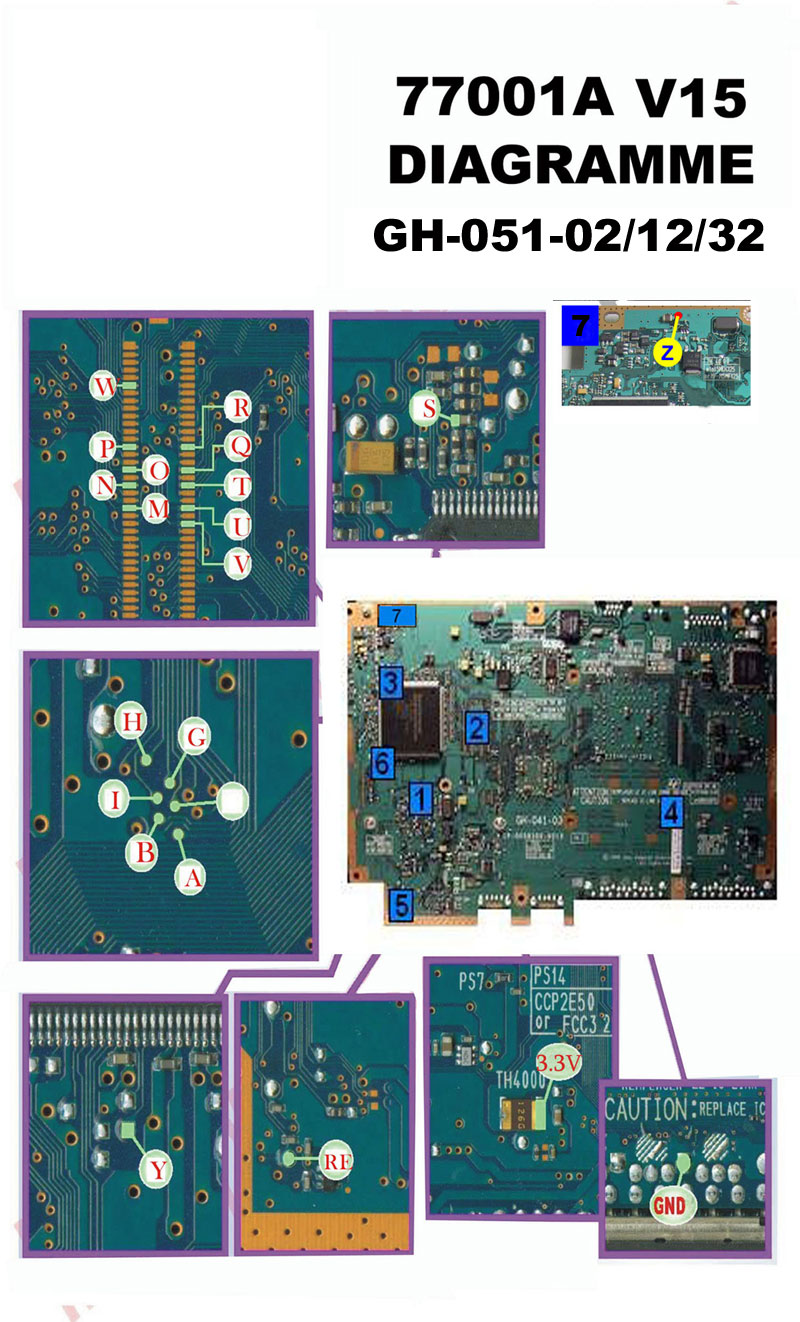 77001A V15
DIAGRAMME
GH-051-02/12/32
W
R
P
Q
O
N
T
M
U
V
S
7
Z
H
G
I
B
A
7
3
2
6
1
4
5
GH-041-03
ATTENTION:
CAUTION:
Y
RE
PS7
PS14
CCP2E50
or FCC3 2
3.3V
TH4000
CAUTION:REPLACE IC
GND